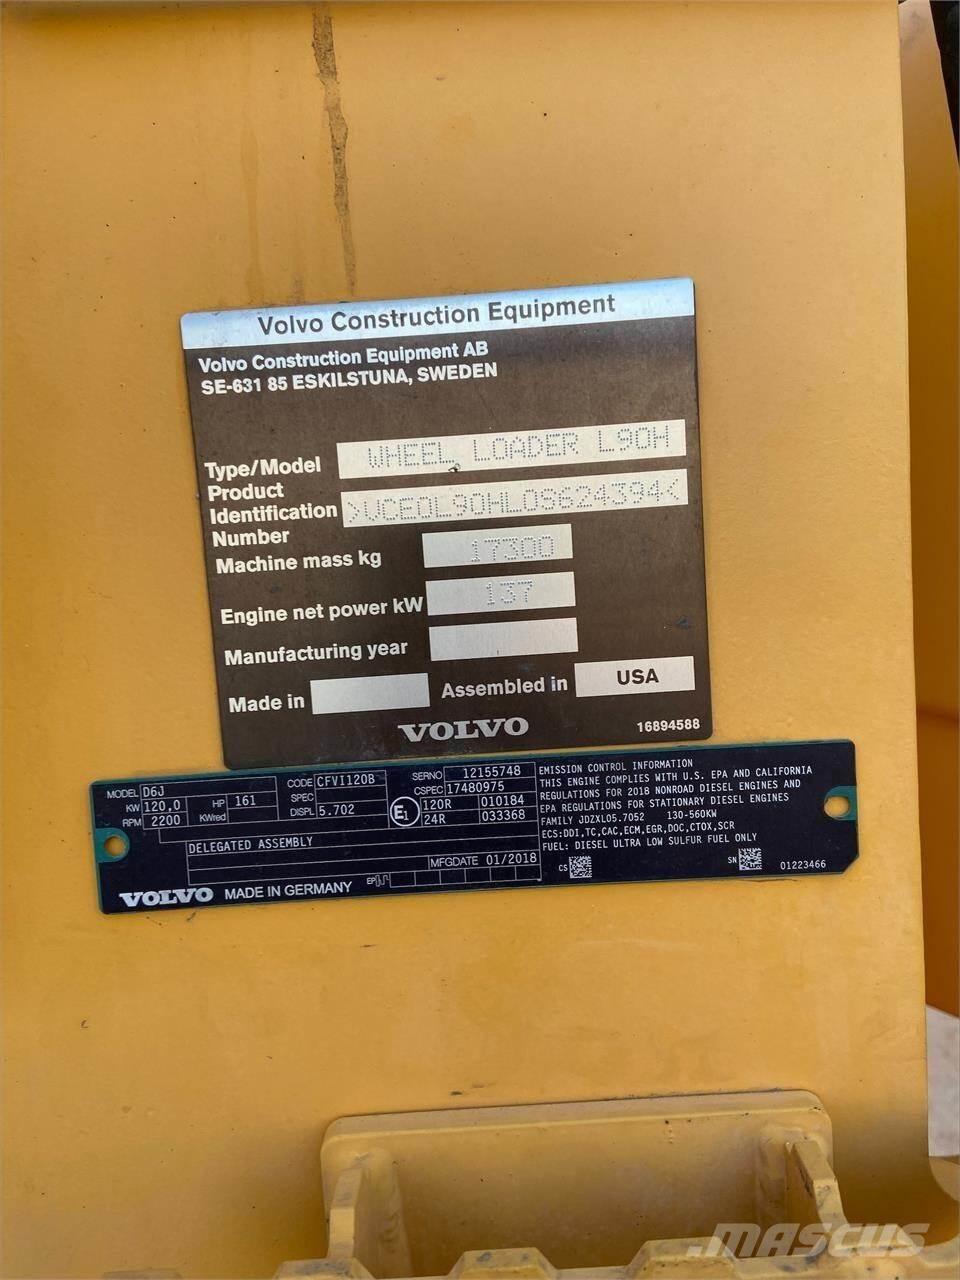 Volvo Construction Equipment
Volvo Construction Equipment AB
SE-631 85 ESKILSTUNA, SWEDEN
Type/Model WHEEL LOADER L90H
Product
Identification >VCE0L90HL0S624394<
Number
Machine mass kg 17300
Engine net power kW 137
Manufacturing year
Made in Assembled in USA
VOLVO 16894588
MODEL D6J CODE CFVI120B SERNO 12155748
KW 120,0 HP 161 SPEC CSPEC 17480975
RPM 2200 KWred DISPL 5.702 E1 120R 010184
24R 033368
DELEGATED ASSEMBLY
MFGDATE 01/2018
EP
VOLVO MADE IN GERMANY
EMISSION CONTROL INFORMATION
THIS ENGINE COMPLIES WITH U.S. EPA AND CALIFORNIA
REGULATIONS FOR 2018 NONROAD DIESEL ENGINES AND
EPA REGULATIONS FOR STATIONARY DIESEL ENGINES
FAMILY JDZXL05.7052 130-560KW
ECS:DDI,TC,CAC,ECM,EGR,DOC,CTOX,SCR
FUEL: DIESEL ULTRA LOW SULFUR FUEL ONLY
CS SN 01223466
MASCUS